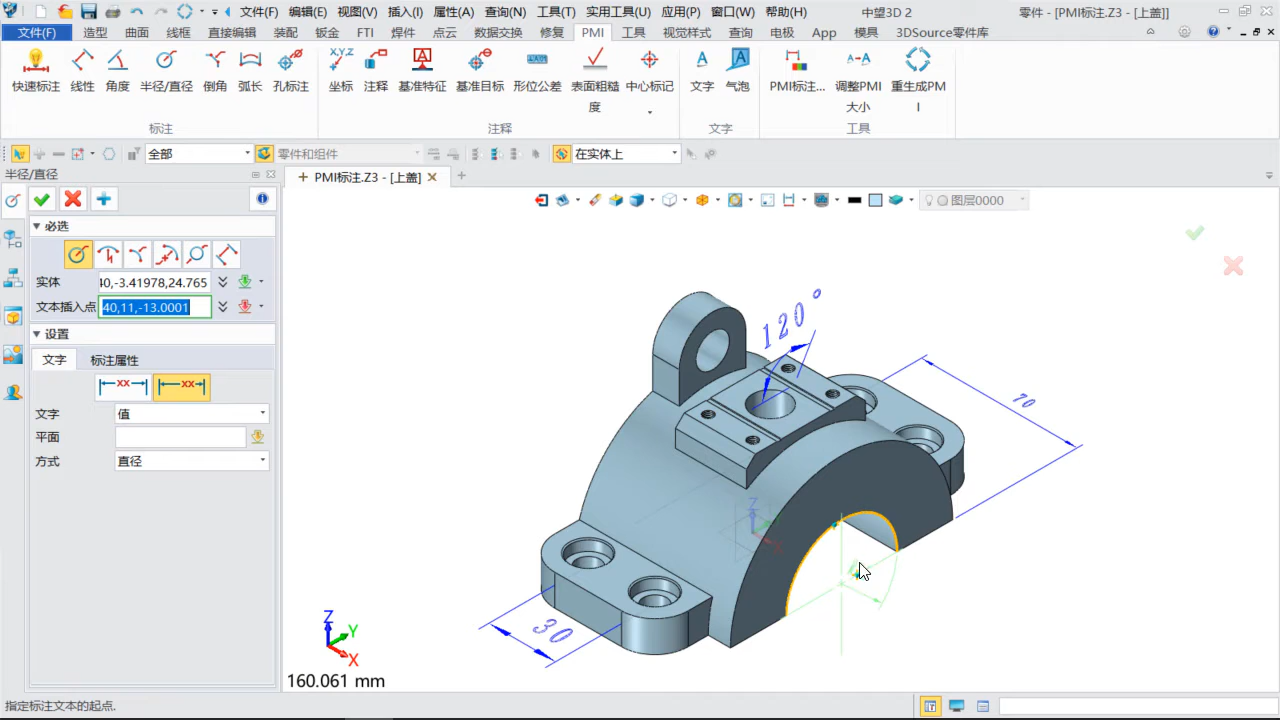 文件(F) 编辑(E) 视图(V) 插入(I) 属性(A) 查询(N) 工具(T) 实用工具(U) 应用(P) 窗口(W) 帮助(H) 中望3D 2 零件 - [PMI标注.Z3 - [上盖]]
文件(F) 造型 曲面 线框 直接编辑 装配 钣金 FTI 焊件 点云 数据交换 修复 PMI 工具 视觉样式 查询 电极 App 模具 3DSource零件库
X,Y,Z
快速标注 线性 角度 半径/直径 倒角 弧长 孔标注 坐标 注释 基准特征 基准目标 形位公差 表面粗糙度 中心标记 文字 气泡 PMI标注... 调整PMI大小 重生成PMI
标注 注释 文字 工具
全部 零件和组件 在实体上
半径/直径
PMI标注.Z3 - [上盖]
图层0000
必选
实体 40,-3.41978,24.765
文本插入点 40,11,-13.0001
设置
文字 标注属性
xx xx
文字 值
平面
方式 直径
120°
70
30
Z
Y
X
Z
Y
X
160.061 mm
指定标注文本的起点.